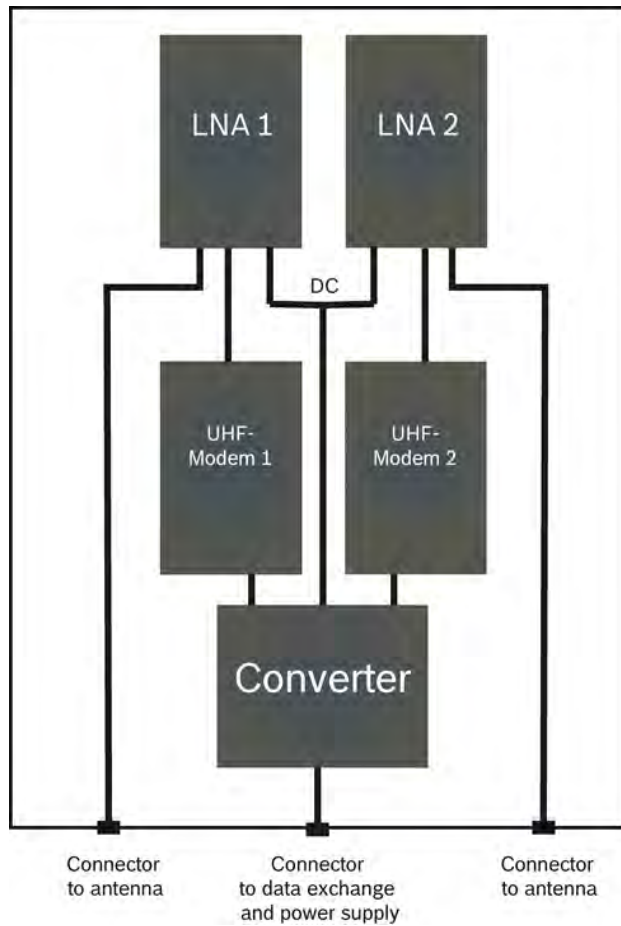 LNA 1
LNA 2
DC
UHF-
Modem 1
UHF-
Modem 2
Converter
Connector
to antenna
Connector
to data exchange
and power supply
Connector
to antenna